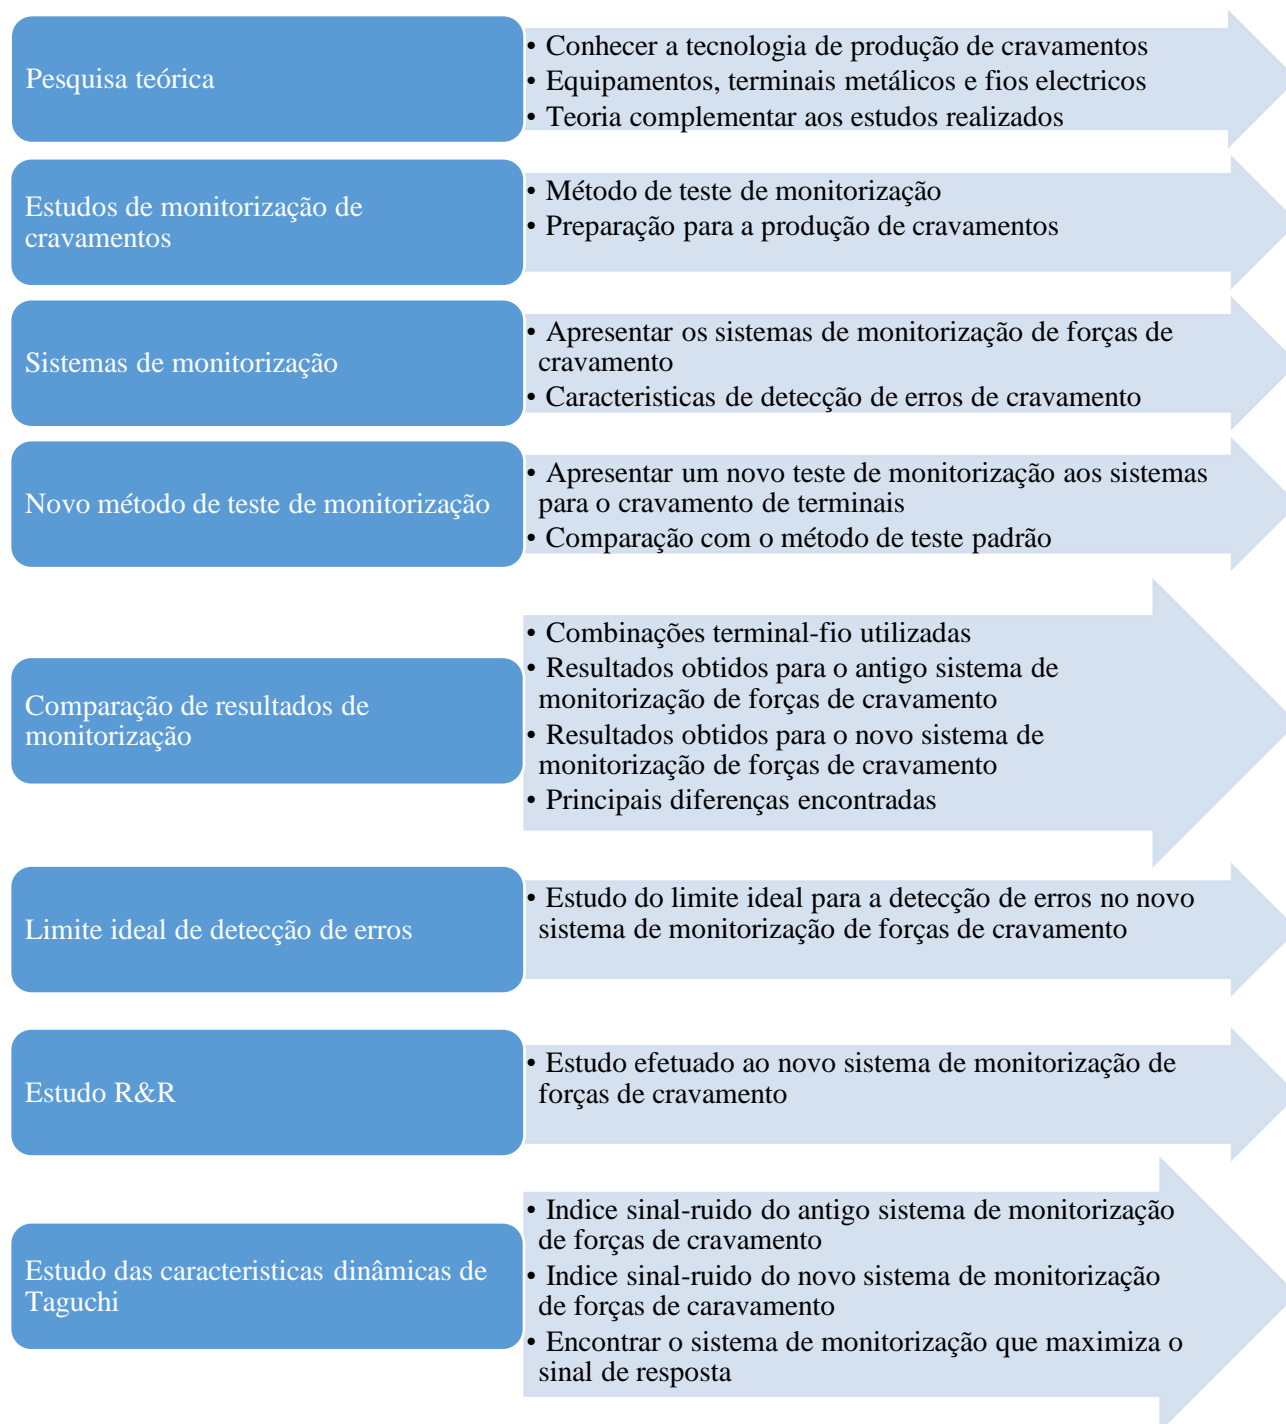 Pesquisa teórica
• Conhecer a tecnologia de produção de cravamentos
• Equipamentos, terminais metálicos e fios electricos
• Teoria complementar aos estudos realizados
Estudos de monitorização de
cravamentos
• Método de teste de monitorização
• Preparação para a produção de cravamentos
Sistemas de monitorização
• Apresentar os sistemas de monitorização de forças de
cravamento
• Caracteristicas de detecção de erros de cravamento
Novo método de teste de monitorização
• Apresentar um novo teste de monitorização aos sistemas
para o cravamento de terminais
• Comparação com o método de teste padrão
Comparação de resultados de
monitorização
• Combinações terminal-fio utilizadas
• Resultados obtidos para o antigo sistema de
monitorização de forças de cravamento
• Resultados obtidos para o novo sistema de
monitorização de forças de cravamento
• Principais diferenças encontradas
Limite ideal de detecção de erros
• Estudo do limite ideal para a detecção de erros no novo
sistema de monitorização de forças de cravamento
Estudo R&R
• Estudo efetuado ao novo sistema de monitorização de
forças de cravamento
Estudo das caracteristicas dinâmicas de
Taguchi
• Indice sinal-ruido do antigo sistema de monitorização
de forças de cravamento
• Indice sinal-ruido do novo sistema de monitorização
de forças de caravamento
• Encontrar o sistema de monitorização que maximiza o
sinal de resposta